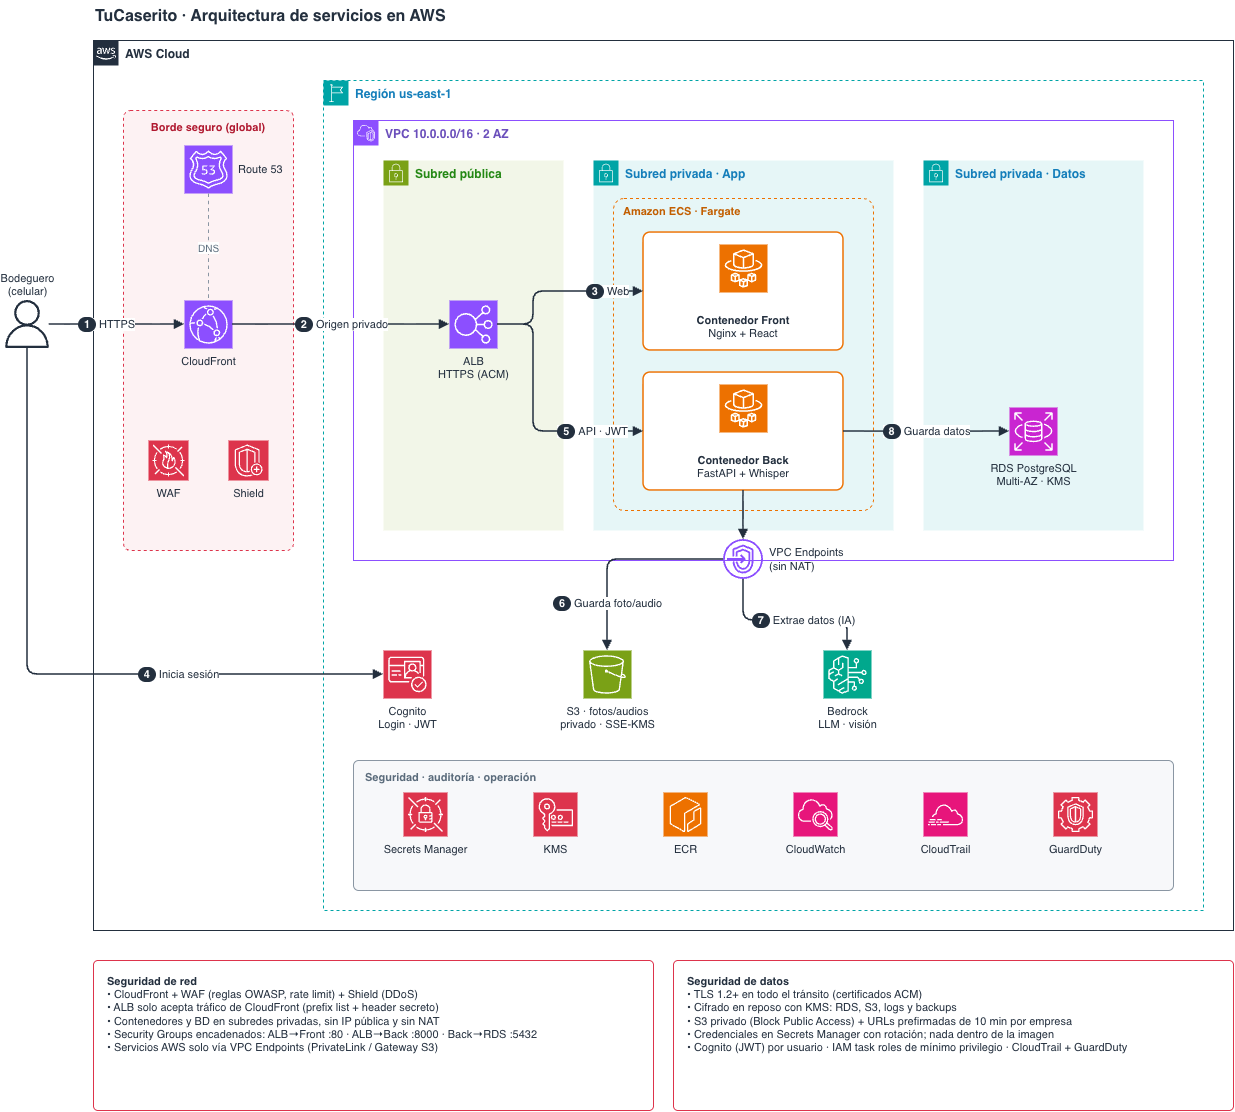 TuCaserito · Arquitectura de servicios en AWS
aws
AWS Cloud
Región us-east-1
Borde seguro (global)
VPC 10.0.0.0/16 · 2 AZ
53
Route 53
Subred pública
Subred privada · App
Subred privada · Datos
Amazon ECS · Fargate
DNS
Bodeguero
(celular)
1 HTTPS
CloudFront
2 Origen privado
ALB
HTTPS (ACM)
3 Web
Contenedor Front
Nginx + React
5 API · JWT
Contenedor Back
FastAPI + Whisper
8 Guarda datos
RDS PostgreSQL
Multi-AZ · KMS
WAF
Shield
VPC Endpoints
(sin NAT)
6 Guarda foto/audio
7 Extrae datos (IA)
4 Inicia sesión
Cognito
Login · JWT
S3 · fotos/audios
privado · SSE-KMS
Bedrock
LLM · visión
Seguridad · auditoría · operación
Secrets Manager
KMS
ECR
CloudWatch
CloudTrail
GuardDuty
Seguridad de red
• CloudFront + WAF (reglas OWASP, rate limit) + Shield (DDoS)
• ALB solo acepta tráfico de CloudFront (prefix list + header secreto)
• Contenedores y BD en subredes privadas, sin IP pública y sin NAT
• Security Groups encadenados: ALB→Front :80 · ALB→Back :8000 · Back→RDS :5432
• Servicios AWS solo vía VPC Endpoints (PrivateLink / Gateway S3)
Seguridad de datos
• TLS 1.2+ en todo el tránsito (certificados ACM)
• Cifrado en reposo con KMS: RDS, S3, logs y backups
• S3 privado (Block Public Access) + URLs prefirmadas de 10 min por empresa
• Credenciales en Secrets Manager con rotación; nada dentro de la imagen
• Cognito (JWT) por usuario · IAM task roles de mínimo privilegio · CloudTrail + GuardDuty